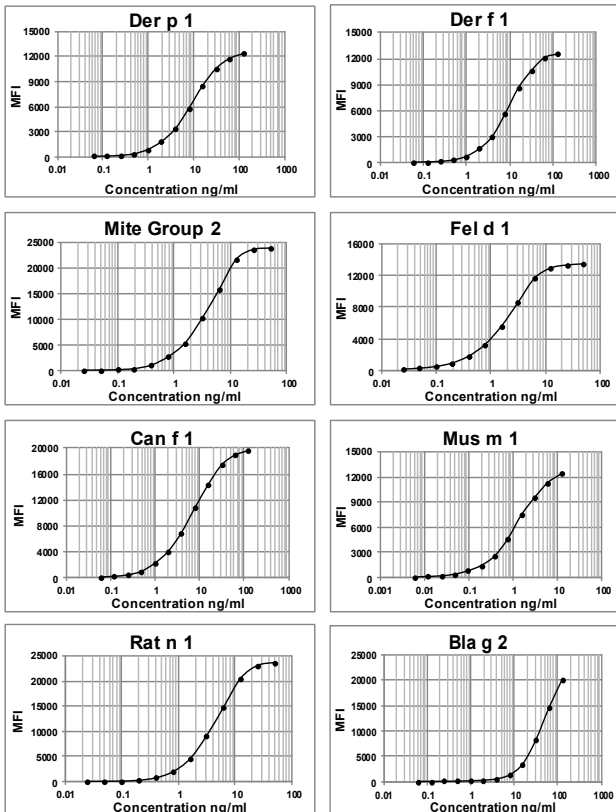 Der p 1
15000
12000
9000
6000
3000
0
MFI
0.01 0.1 1 10 100 1000
Concentration ng/ml
Der f 1
15000
12000
9000
6000
3000
0
MFI
0.01 0.1 1 10 100 1000
Concentration ng/ml
Mite Group 2
25000
20000
15000
10000
5000
0
MFI
0.01 0.1 1 10 100
Concentration ng/ml
Fel d 1
16000
12000
8000
4000
0
MFI
0.01 0.1 1 10 100
Concentration ng/ml
Can f 1
20000
16000
12000
8000
4000
0
MFI
0.01 0.1 1 10 100 1000
Concentration ng/ml
Mus m 1
15000
12000
9000
6000
3000
0
MFI
0.001 0.01 0.1 1 10 100
Concentration ng/ml
Rat n 1
25000
20000
15000
10000
5000
0
MFI
0.01 0.1 1 10 100
Concentration ng/ml
Bla g 2
25000
20000
15000
10000
5000
0
MFI
0.01 0.1 1 10 100 1000
Concentration ng/ml